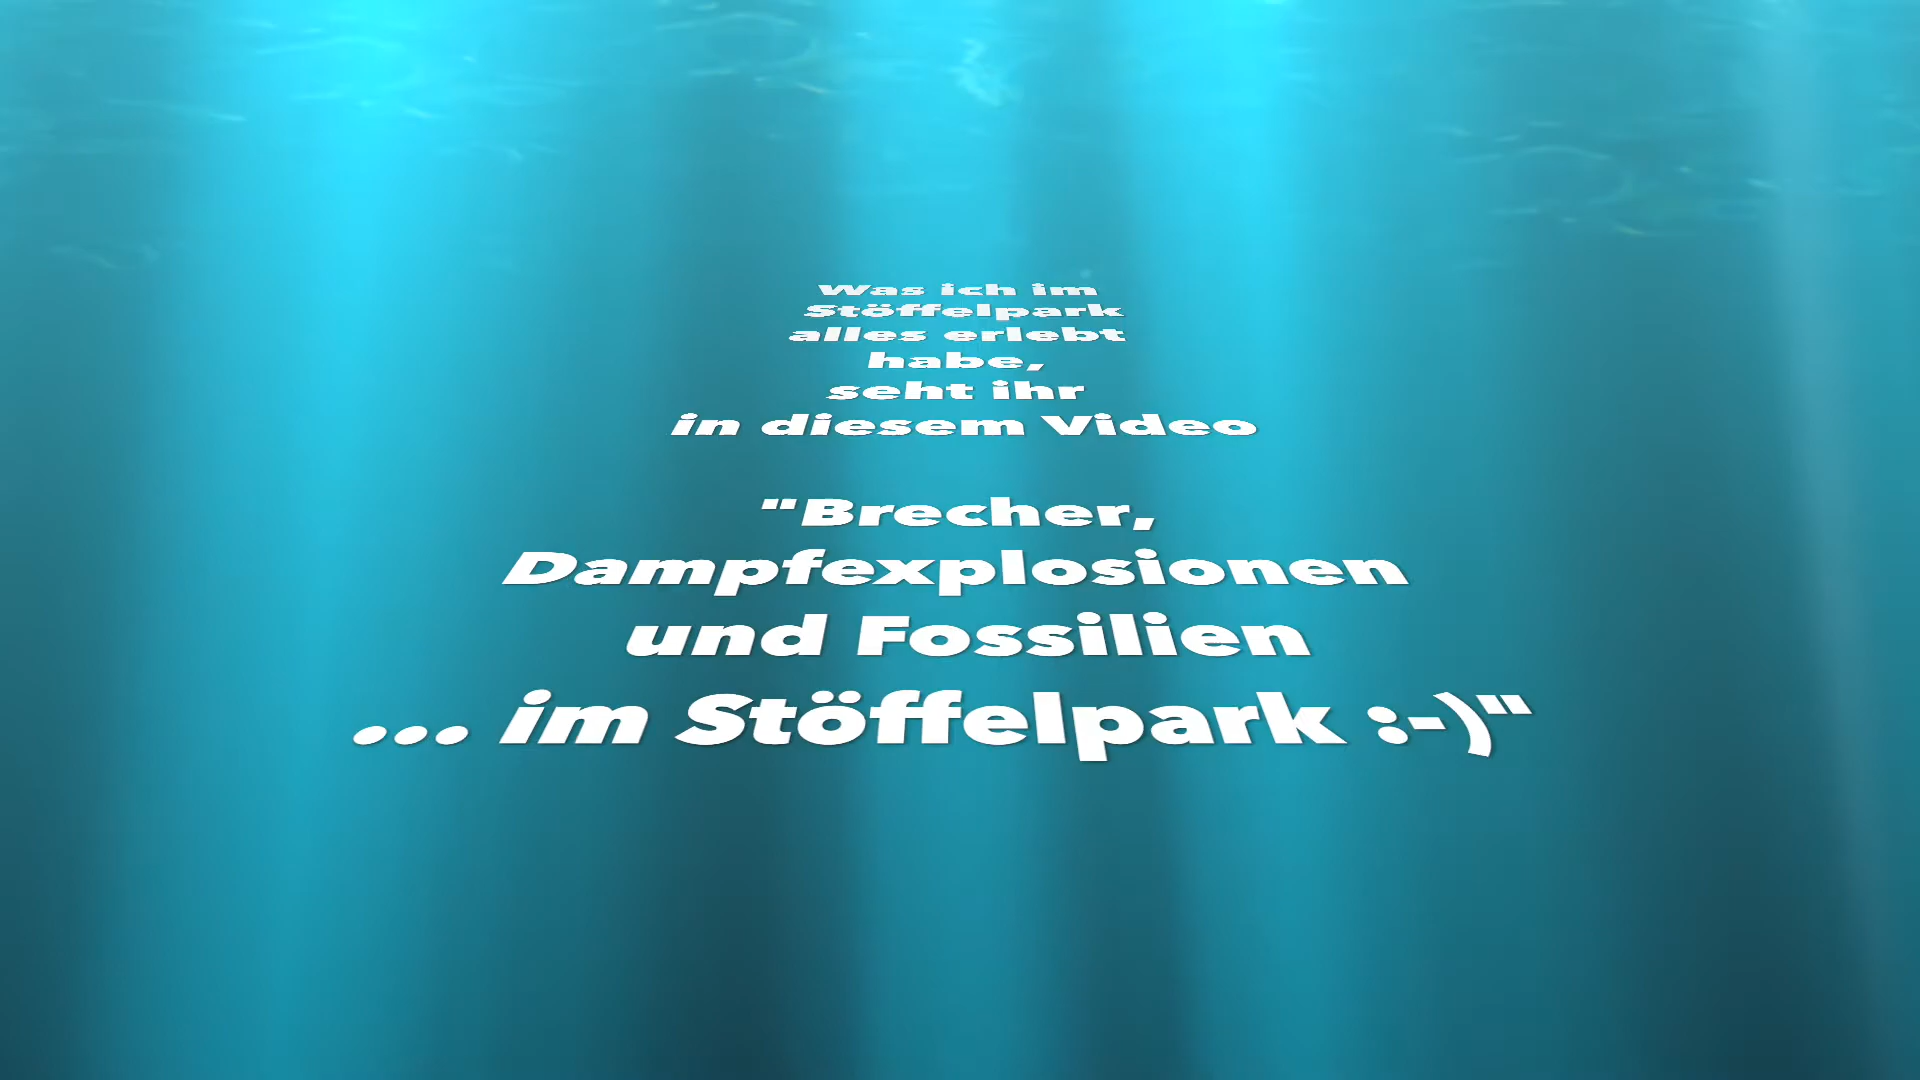 Was ich im
Stöffelpark
alles erlebt
habe,
seht ihr
in diesem Video
"Brecher,
Dampfexplosionen
und Fossilien
... im Stöffelpark :-)"